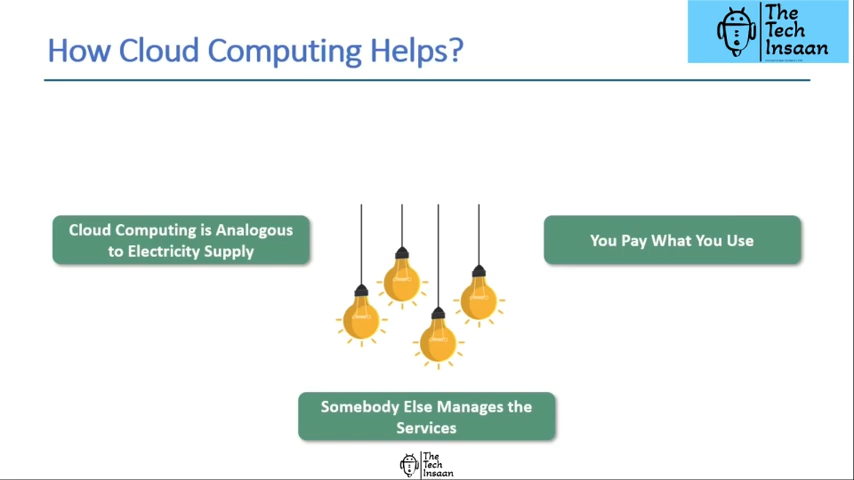 How Cloud Computing Helps?
The
Tech
Insaan
Cloud Computing is Analogous
to Electricity Supply
You Pay What You Use
Somebody Else Manages the
Services
The
Tech
Insaan